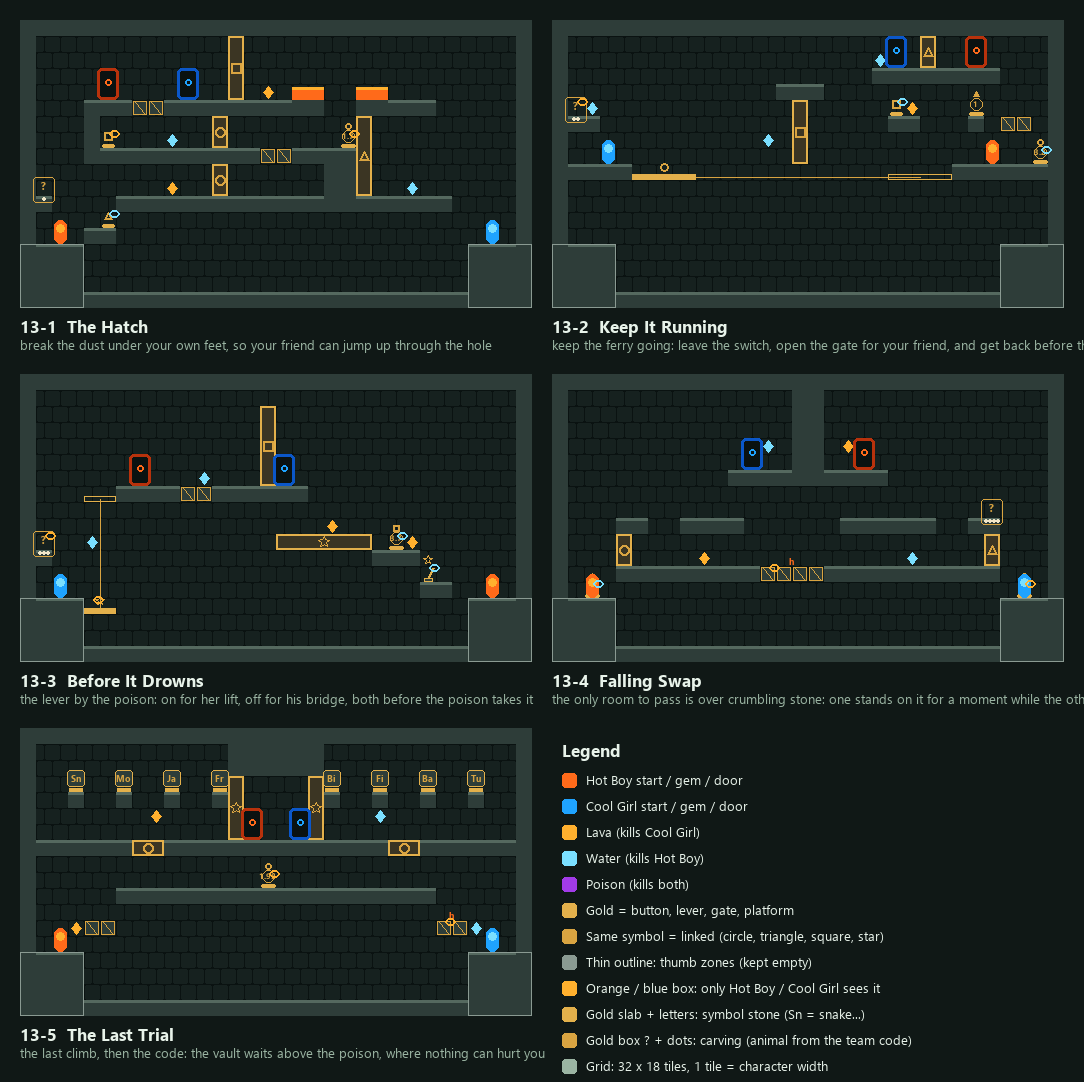 ?
13-1 The Hatch
break the dust under your own feet, so your friend can jump up through the hole
?
1
13-2 Keep It Running
keep the ferry going: leave the switch, open the gate for your friend, and get back before th
?
13-3 Before It Drowns
the lever by the poison: on for her lift, off for his bridge, both before the poison takes it
?
h
13-4 Falling Swap
the only room to pass is over crumbling stone: one stands on it for a moment while the oth
Sn Mo Ja Fr Bi Fi Ba Tu
h
13-5 The Last Trial
the last climb, then the code: the vault waits above the poison, where nothing can hurt you
Legend
Hot Boy start / gem / door
Cool Girl start / gem / door
Lava (kills Cool Girl)
Water (kills Hot Boy)
Poison (kills both)
Gold = button, lever, gate, platform
Same symbol = linked (circle, triangle, square, star)
Thin outline: thumb zones (kept empty)
Orange / blue box: only Hot Boy / Cool Girl sees it
Gold slab + letters: symbol stone (Sn = snake...)
Gold box ? + dots: carving (animal from the team code)
Grid: 32 x 18 tiles, 1 tile = character width